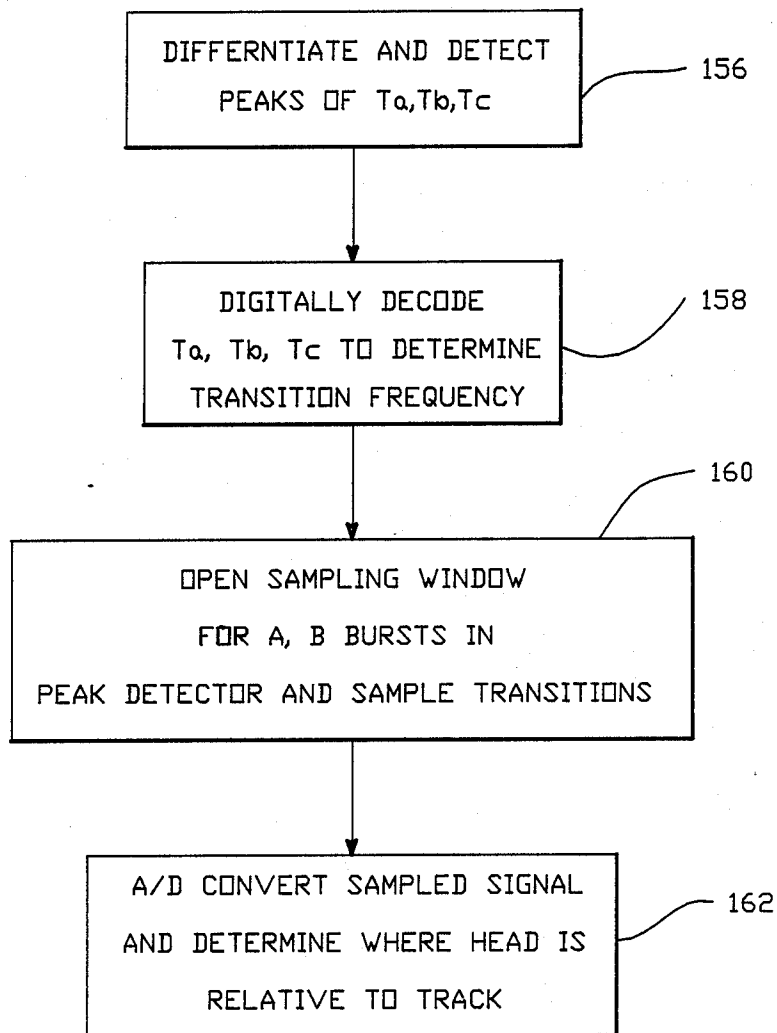 DIFFERNTIATE AND DETECT
PEAKS OF Ta,Tb,Tc
156
DIGITALLY DECODE
Ta, Tb, Tc TO DETERMINE
TRANSITION FREQUENCY
158
160
OPEN SAMPLING WINDOW
FOR A, B BURSTS IN
PEAK DETECTOR AND SAMPLE TRANSITIONS
A/D CONVERT SAMPLED SIGNAL
AND DETERMINE WHERE HEAD IS
RELATIVE TO TRACK
162